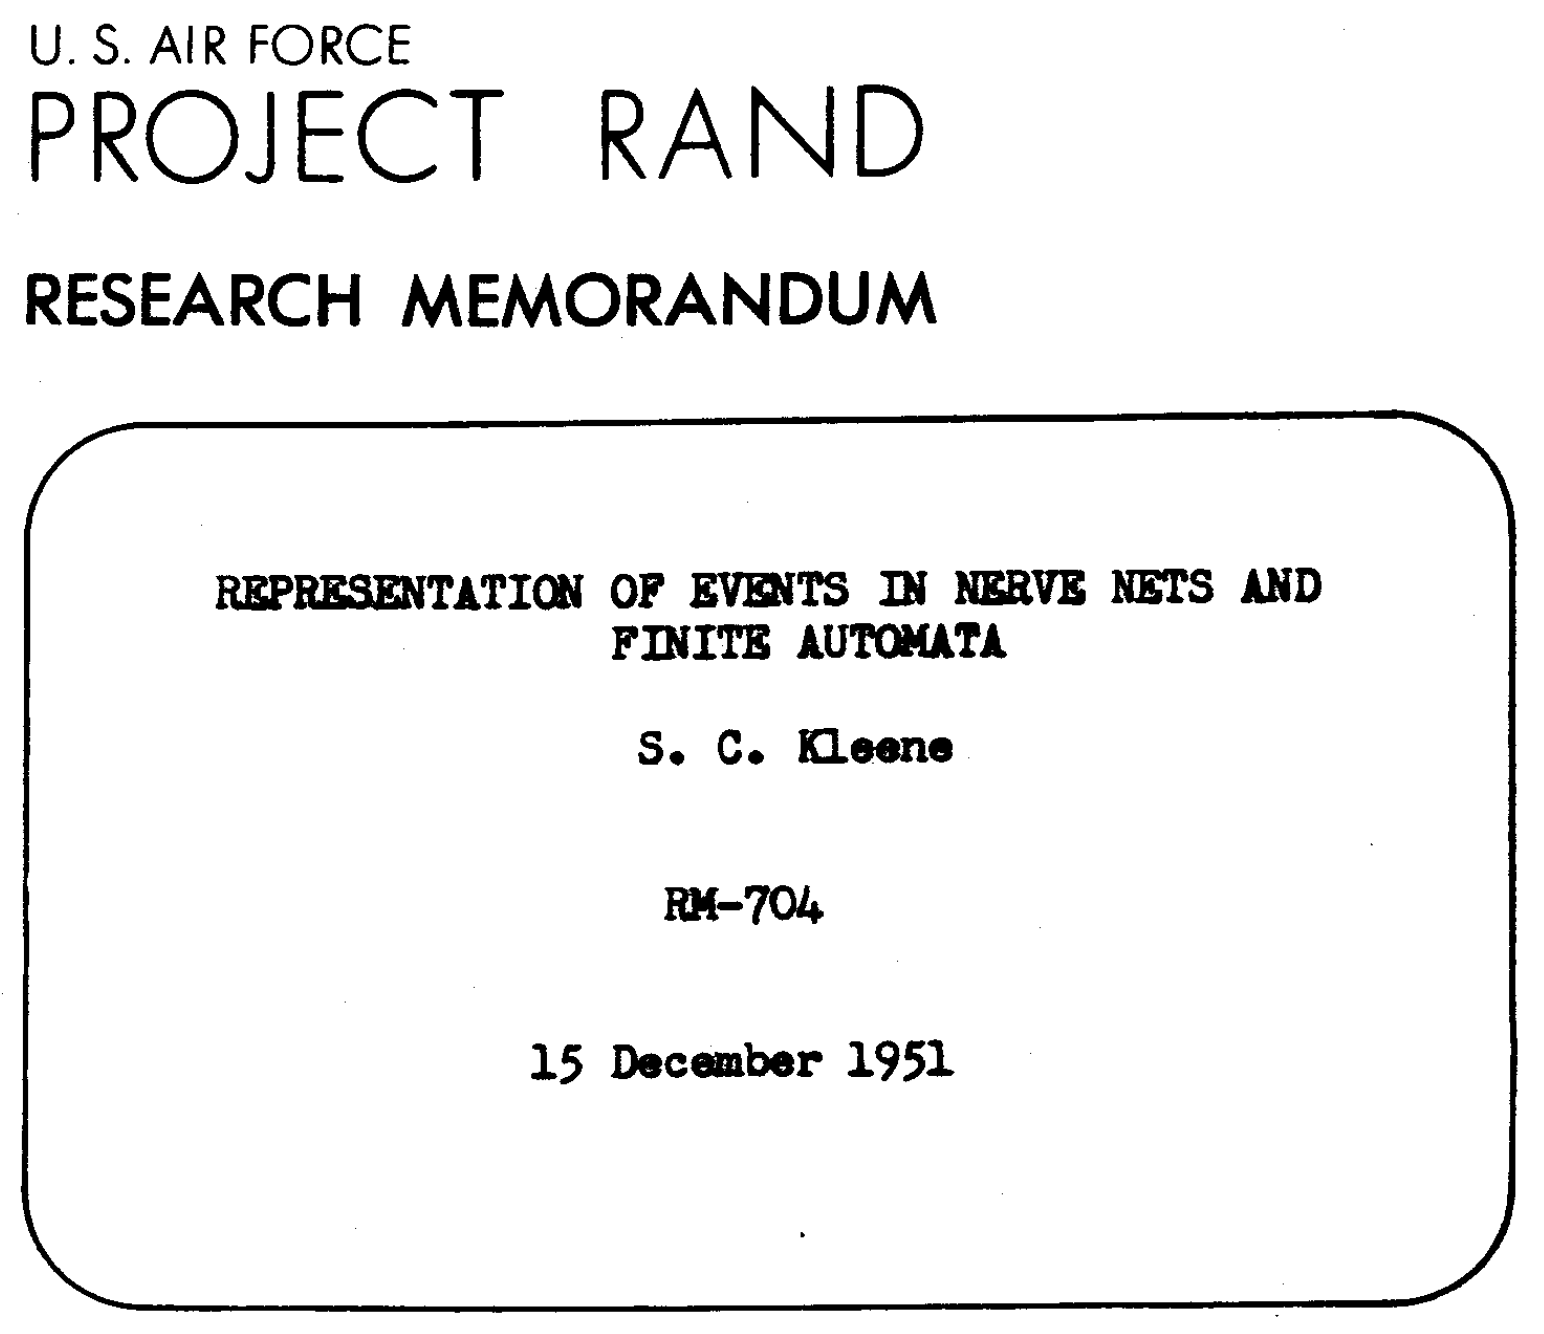 U. S. AIR FORCE
PROJECT RAND
RESEARCH MEMORANDUM
REPRESENTATION OF EVENTS IN NERVE NETS AND
FINITE AUTOMATA
S. C. Kleene
RM-704
15 December 1951